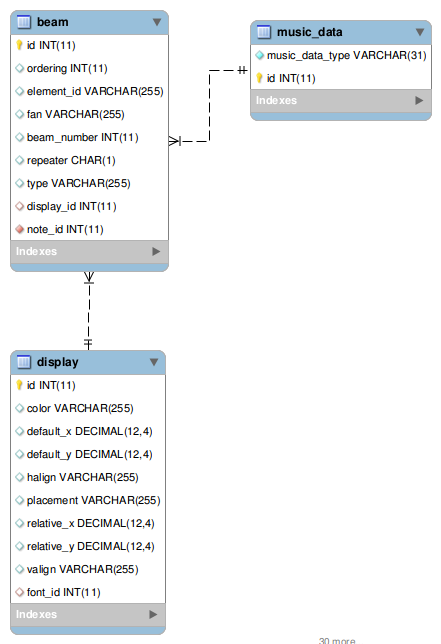 beam
id INT(11)
ordering INT(11)
element_id VARCHAR(255)
fan VARCHAR(255)
beam_number INT(11)
repeater CHAR(1)
type VARCHAR(255)
display_id INT(11)
note_id INT(11)
Indexes
music_data
music_data_type VARCHAR(31)
id INT(11)
Indexes
display
id INT(11)
color VARCHAR(255)
default_x DECIMAL(12,4)
default_y DECIMAL(12,4)
halign VARCHAR(255)
placement VARCHAR(255)
relative_x DECIMAL(12,4)
relative_y DECIMAL(12,4)
valign VARCHAR(255)
font_id INT(11)
Indexes
30 more